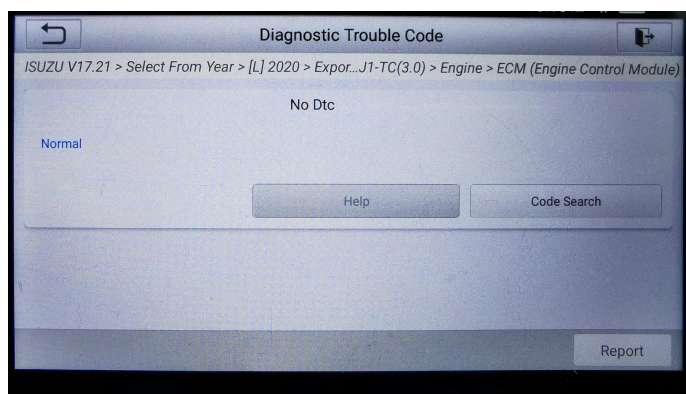 Diagnostic Trouble Code
ISUZU V17.21 > Select From Year > [L] 2020 > Expor...J1-TC(3.0) > Engine > ECM (Engine Control Module)
No Dtc
Normal
Help
Code Search
Report